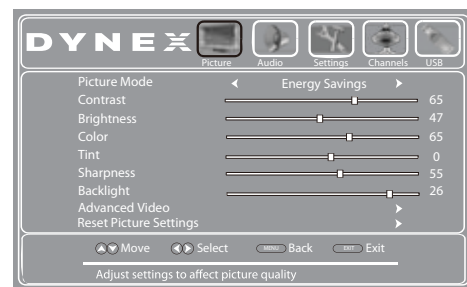 DYNEX
Picture Audio Settings Channels USB
Picture Mode Energy Savings
Contrast 65
Brightness 47
Color 65
Tint 0
Sharpness 55
Backlight 26
Advanced Video
Reset Picture Settings
Move Select MENU Back EXIT Exit
Adjust settings to affect picture quality